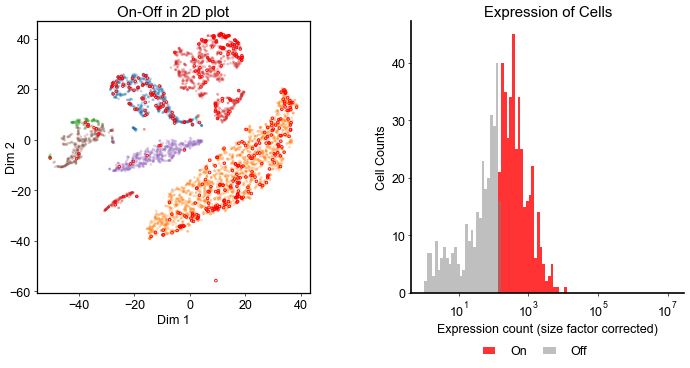 On-Off in 2D plot
40
20
0
−20
−40
−60
Dim 2
−40 −20 0 20 40
Dim 1
Expression of Cells
40
30
20
10
0
Cell Counts
10^1 10^3 10^5 10^7
Expression count (size factor corrected)
On Off